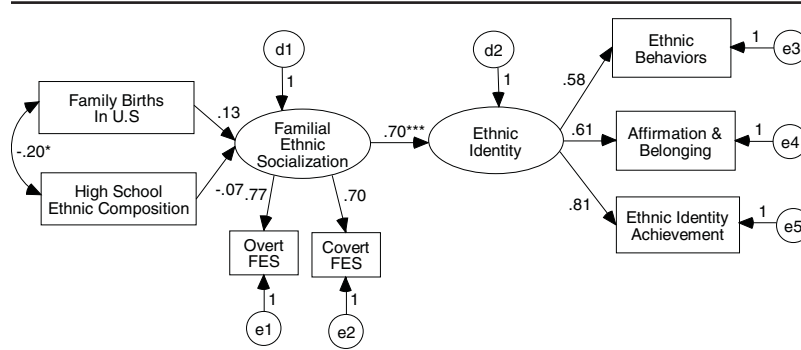 d1
d2
1
1
Ethnic
Behaviors
1
e3
Family Births
In U.S
.13
.58
Familial
Ethnic
Socialization
.70***
Ethnic
Identity
.61
Affirmation &
Belonging
1
e4
-.20*
High School
Ethnic Composition
-.07
.77
.70
.81
Ethnic Identity
Achievement
1
e5
Overt
FES
Covert
FES
1
1
e1
e2